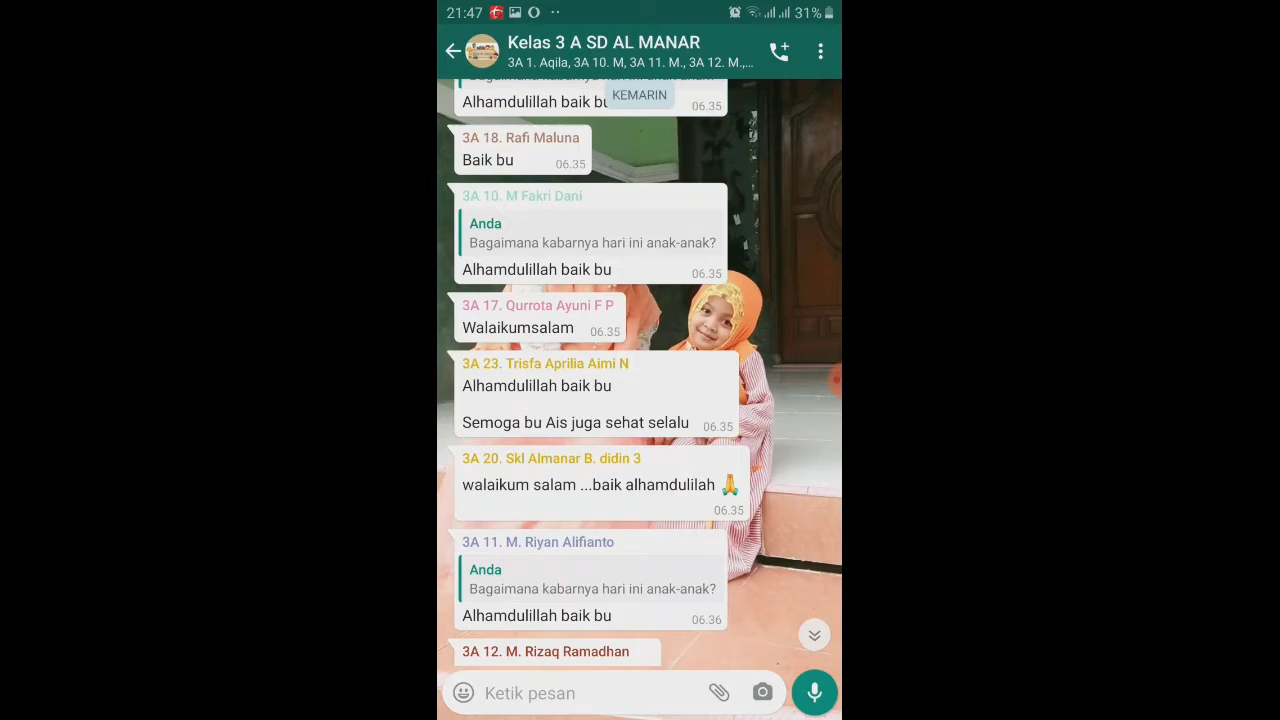 21:47
31%
Kelas 3 A SD AL MANAR
3A 1. Aqila, 3A 10. M, 3A 11. M., 3A 12. M.,...
KEMARIN
Alhamdulillah baik bu
06.35
3A 18. Rafi Maluna
Baik bu
06.35
3A 10. M Fakri Dani
Anda
Bagaimana kabarnya hari ini anak-anak?
Alhamdulillah baik bu
06.35
3A 17. Qurrota Ayuni F P
Walaikumsalam
06.35
3A 23. Trisfa Aprilia Aimi N
Alhamdulillah baik bu
Semoga bu Ais juga sehat selalu
06.35
3A 20. Skl Almanar B. didin 3
walaikum salam ...baik alhamdulilah 🙏
06.35
3A 11. M. Riyan Alifianto
Anda
Bagaimana kabarnya hari ini anak-anak?
Alhamdulillah baik bu
06.36
3A 12. M. Rizaq Ramadhan
Ketik pesan